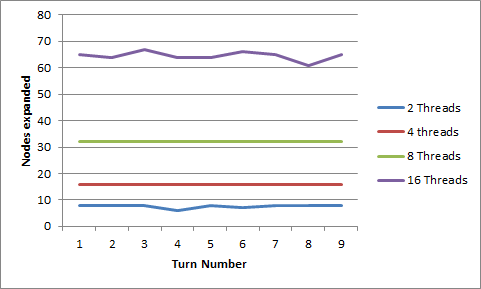 80
70
60
50
40
30
20
10
0
Nodes expanded
1 2 3 4 5 6 7 8 9
Turn Number
2 Threads
4 threads
8 Threads
16 Threads